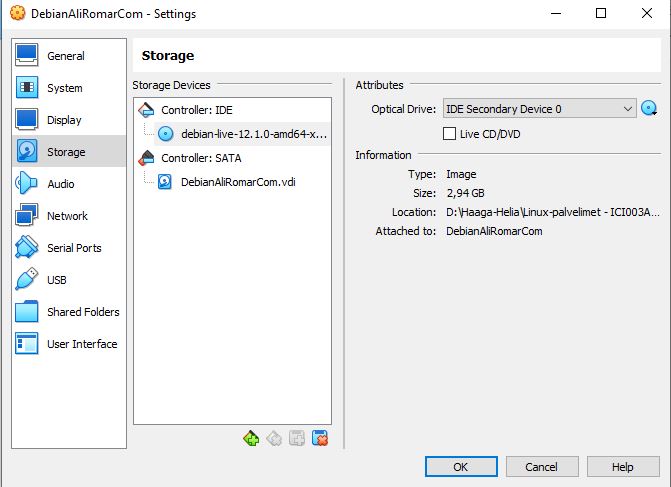 DebianAliRomarCom - Settings
General
System
Display
Storage
Audio
Network
Serial Ports
USB
Shared Folders
User Interface
Storage
Storage Devices
Controller: IDE
debian-live-12.1.0-amd64-x...
Controller: SATA
DebianAliRomarCom.vdi
Attributes
Optical Drive: IDE Secondary Device 0
Live CD/DVD
Information
Type: Image
Size: 2,94 GB
Location: D:\Haaga-Helia\Linux-palvelimet - ICI003A...
Attached to: DebianAliRomarCom
OK Cancel Help